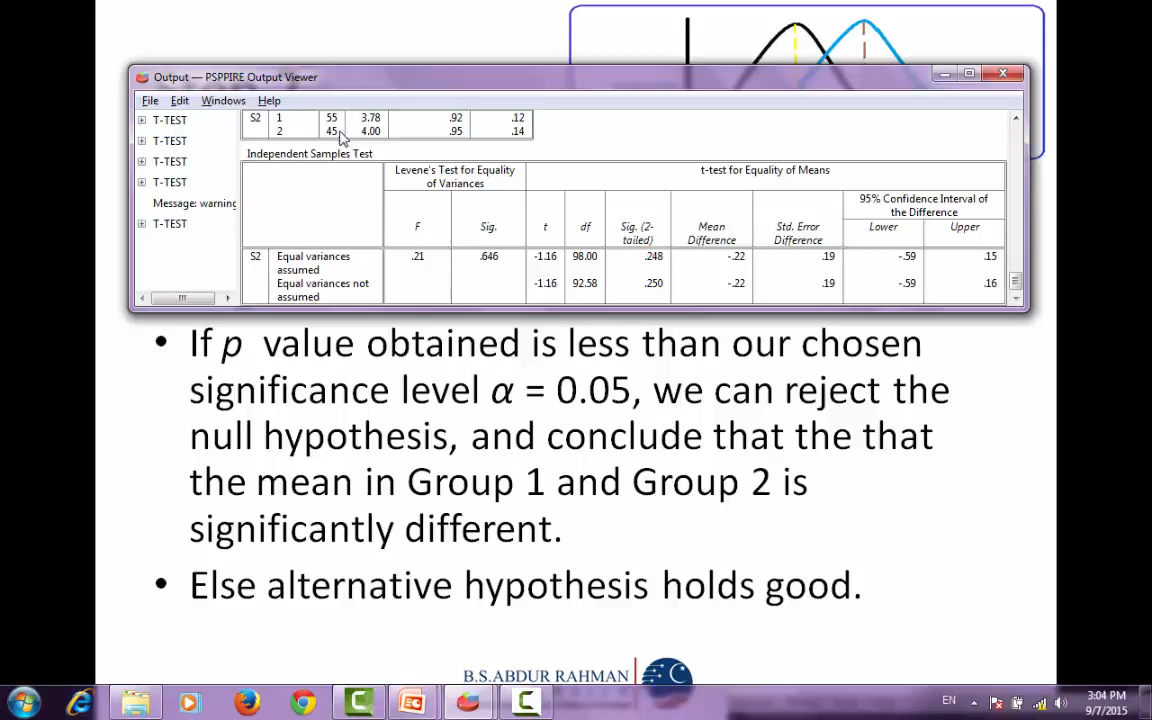 Output — PSPPIRE Output Viewer
File Edit Windows Help
T-TEST
T-TEST
T-TEST
T-TEST
Message: warning
T-TEST
S2 1 55 3.78 .92 .12
2 45 4.00 .95 .14
Independent Samples Test
Levene's Test for Equality of Variances t-test for Equality of Means
95% Confidence Interval of the Difference
F Sig. t df Sig. (2-tailed) Mean Difference Std. Error Difference Lower Upper
S2 Equal variances assumed .21 .646 -1.16 98.00 .248 -.22 .19 -.59 .15
Equal variances not assumed -1.16 92.58 .250 -.22 .19 -.59 .16
• If p value obtained is less than our chosen
significance level α = 0.05, we can reject the
null hypothesis, and conclude that the that
the mean in Group 1 and Group 2 is
significantly different.
• Else alternative hypothesis holds good.
B.S.ABDUR RAHMAN
EN
3:04 PM
9/7/2015